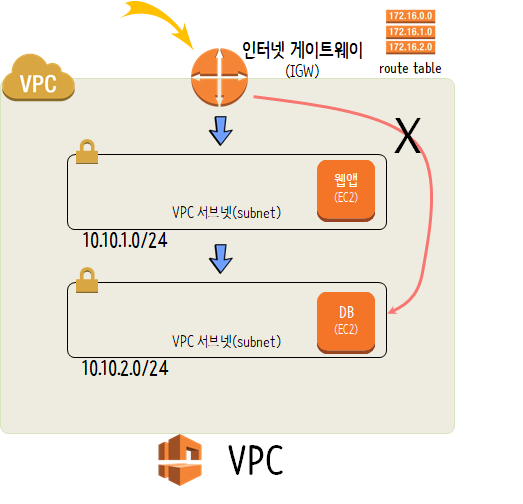 인터넷 게이트웨이
(IGW)
172.16.0.0
172.16.1.0
172.16.2.0
route table
VPC
웹앱
(EC2)
VPC 서브넷(subnet)
10.10.1.0/24
DB
(EC2)
VPC 서브넷(subnet)
10.10.2.0/24
VPC